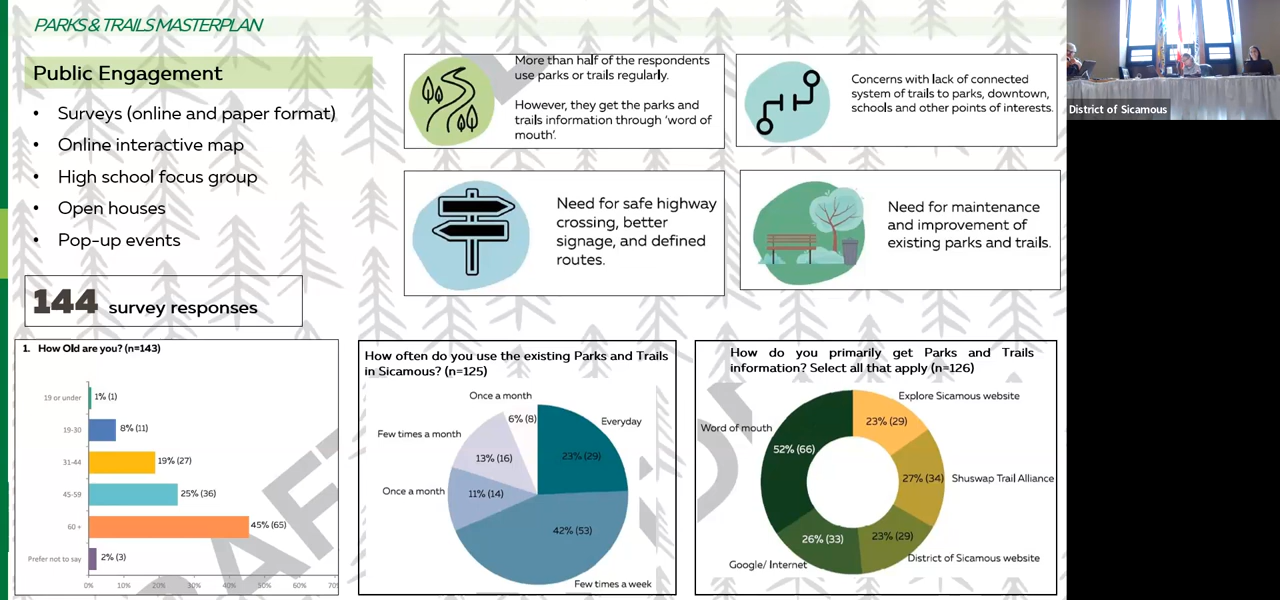 PARKS & TRAILS MASTERPLAN
Public Engagement
• Surveys (online and paper format)
• Online interactive map
• High school focus group
• Open houses
• Pop-up events
144 survey responses
More than half of the respondents
use parks or trails regularly.
However, they get the parks and
trails information through ‘word of
mouth’.
Concerns with lack of connected
system of trails to parks, downtown,
schools and other points of interests.
Need for safe highway
crossing, better
signage, and defined
routes.
Need for maintenance
and improvement of
existing parks and trails.
District of Sicamous
1. How Old are you? (n=143)
19 or under 1% (1)
19-30 8% (11)
31-44 19% (27)
45-59 25% (36)
60 + 45% (65)
Prefer not to say 2% (3)
0% 10% 20% 30% 40% 50% 60% 70%
How often do you use the existing Parks and Trails
in Sicamous? (n=125)
Once a month
6% (8)
Everyday
23% (29)
Few times a month
13% (16)
Once a month
11% (14)
42% (53)
Few times a week
How do you primarily get Parks and Trails
information? Select all that apply (n=126)
Explore Sicamous website
23% (29)
Word of mouth
52% (66)
27% (34) Shuswap Trail Alliance
26% (33)
23% (29)
District of Sicamous website
Google/ Internet
DRAFT